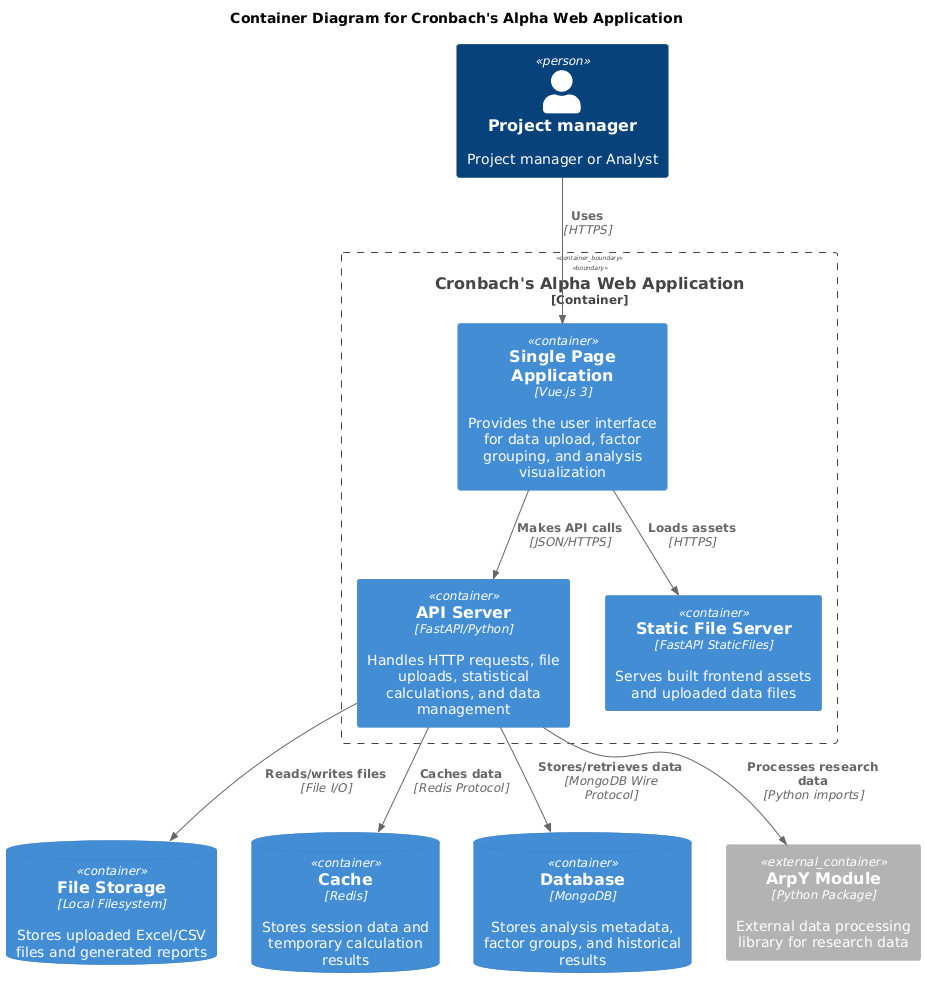 Container Diagram for Cronbach's Alpha Web Application
«person»
Project manager
Project manager or Analyst
Uses
[HTTPS]
«container_boundary»
«boundary»
Cronbach's Alpha Web Application
[Container]
«container»
Single Page
Application
[Vue.js 3]
Provides the user interface
for data upload, factor
grouping, and analysis
visualization
Makes API calls
[JSON/HTTPS]
Loads assets
[HTTPS]
«container»
API Server
[FastAPI/Python]
Handles HTTP requests, file
uploads, statistical
calculations, and data
management
«container»
Static File Server
[FastAPI StaticFiles]
Serves built frontend assets
and uploaded data files
Reads/writes files
[File I/O]
Caches data
[Redis Protocol]
Stores/retrieves data
[MongoDB Wire
Protocol]
Processes research
data
[Python imports]
«container»
File Storage
[Local Filesystem]
Stores uploaded Excel/CSV
files and generated reports
«container»
Cache
[Redis]
Stores session data and
temporary calculation
results
«container»
Database
[MongoDB]
Stores analysis metadata,
factor groups, and historical
results
«external_container»
ArpY Module
[Python Package]
External data processing
library for research data